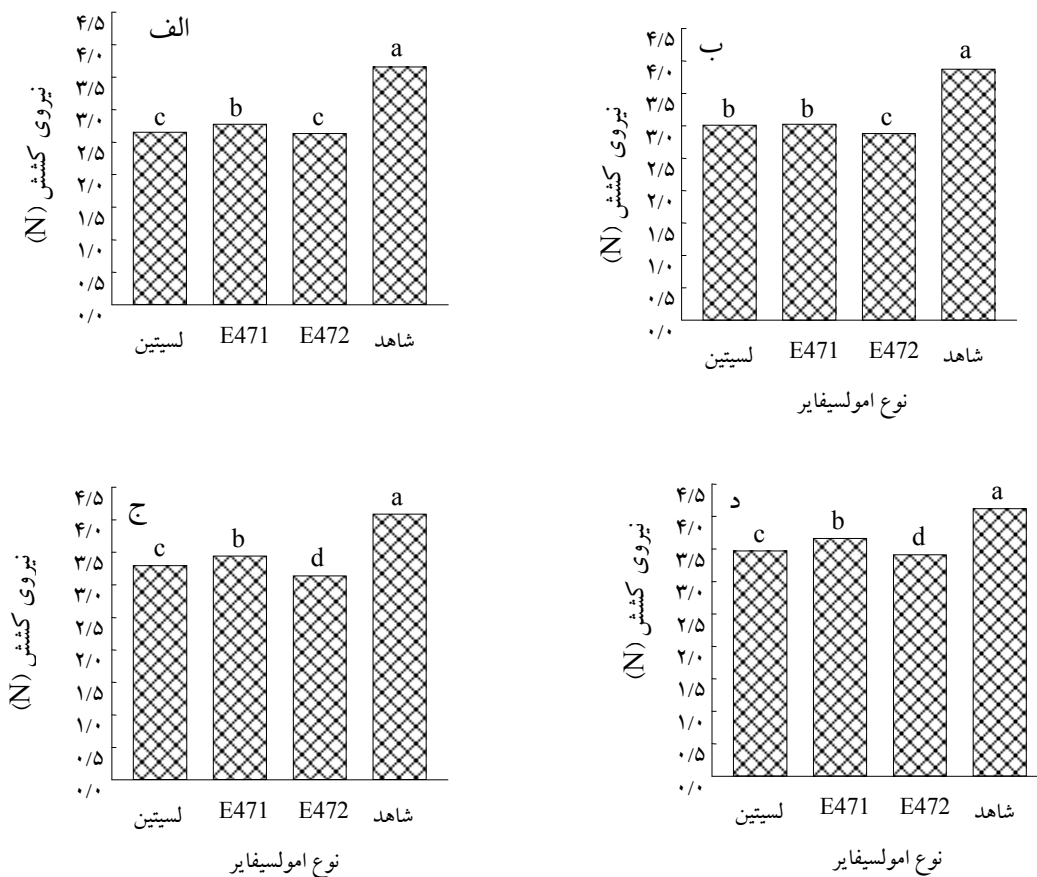 الف
نیروی کشش (N)
۴/۵
۴/۰
۳/۵
۳/۰
۲/۵
۲/۰
۱/۵
۱/۰
۰/۵
۰/۰
c b c a
لسیتین E471 E472 شاهد
ب
نیروی کشش (N)
۴/۵
۴/۰
۳/۵
۳/۰
۲/۵
۲/۰
۱/۵
۱/۰
۰/۵
۰/۰
b b c a
لسیتین E471 E472 شاهد
نوع امولسیفایر
ج
نیروی کشش (N)
۴/۵
۴/۰
۳/۵
۳/۰
۲/۵
۲/۰
۱/۵
۱/۰
۰/۵
۰/۰
c b d a
لسیتین E471 E472 شاهد
نوع امولسیفایر
د
نیروی کشش (N)
۴/۵
۴/۰
۳/۵
۳/۰
۲/۵
۲/۰
۱/۵
۱/۰
۰/۵
۰/۰
c b d a
لسیتین E471 E472 شاهد
نوع امولسیفایر